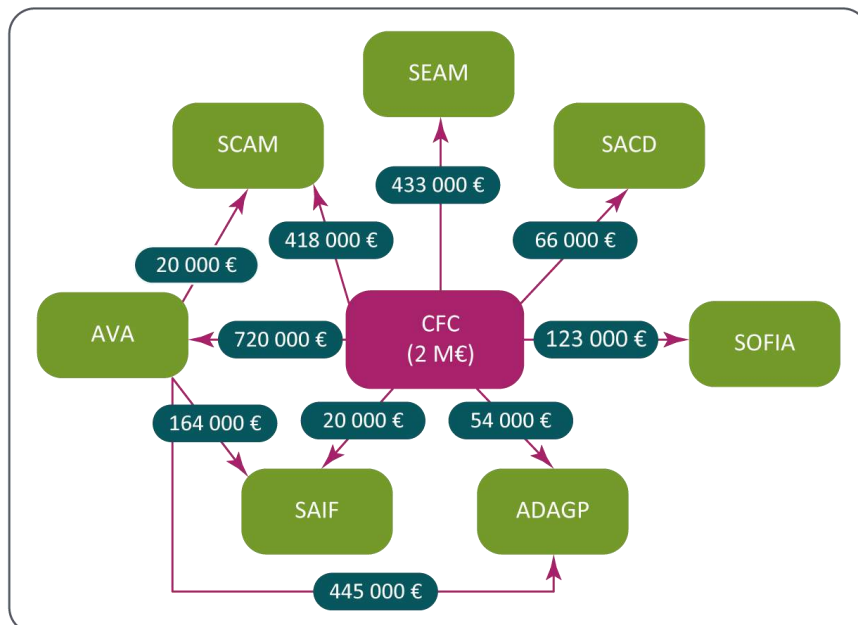 SEAM
SCAM
SACD
433 000 €
418 000 €
66 000 €
20 000 €
AVA
720 000 €
CFC
(2 M€)
123 000 €
SOFIA
164 000 €
20 000 €
54 000 €
SAIF
ADAGP
445 000 €